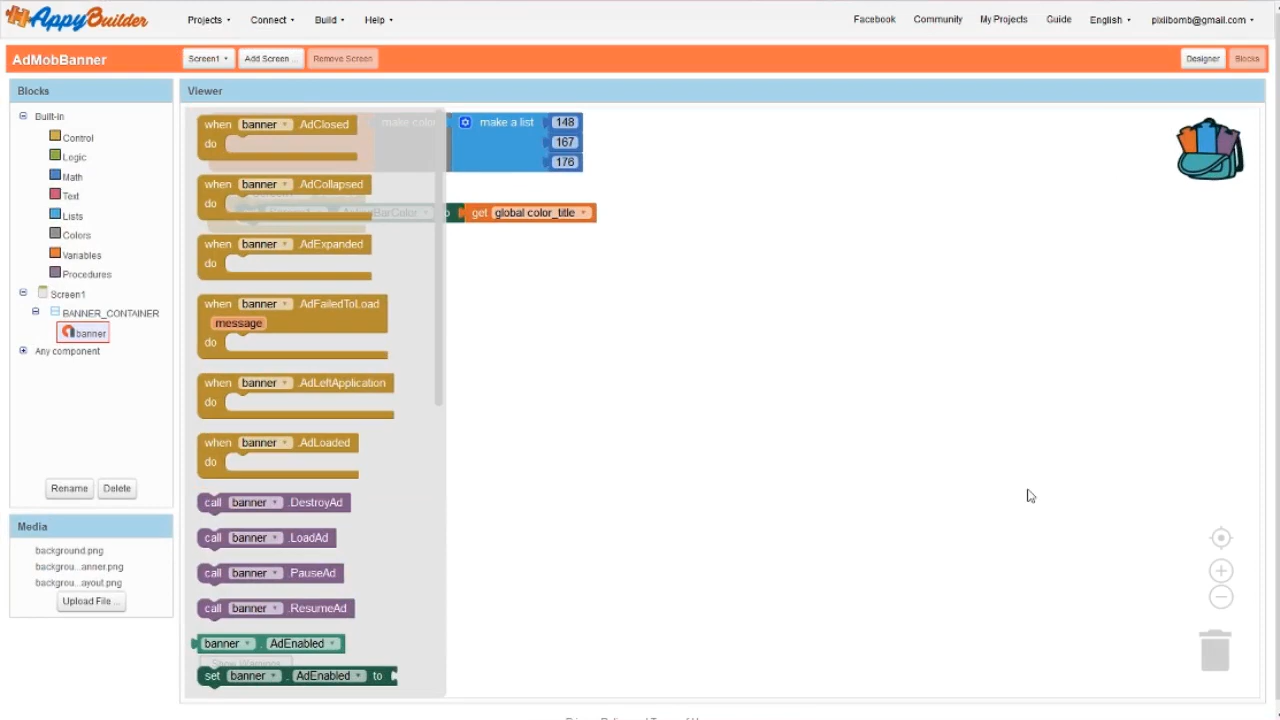 AppyBuilder
Projects
Connect
Build
Help
Facebook
Community
My Projects
Guide
English
pixiibomb@gmail.com
AdMobBanner
Screen1
Add Screen ...
Remove Screen
Designer
Blocks
Blocks
Viewer
Built-in
Control
Logic
Math
Text
Lists
Colors
Variables
Procedures
Screen1
BANNER_CONTAINER
banner
Any component
Rename
Delete
Media
background.png
backgrou...anner.png
backgrou...ayout.png
Upload File ...
when banner .AdClosed
do
when banner .AdCollapsed
do
when banner .AdExpanded
do
when banner .AdFailedToLoad
message
do
when banner .AdLeftApplication
do
when banner .AdLoaded
do
call banner .DestroyAd
call banner .LoadAd
call banner .PauseAd
call banner .ResumeAd
banner . AdEnabled
Show Warnings
set banner . AdEnabled to
make color
make a list
148
167
176
get global color_title